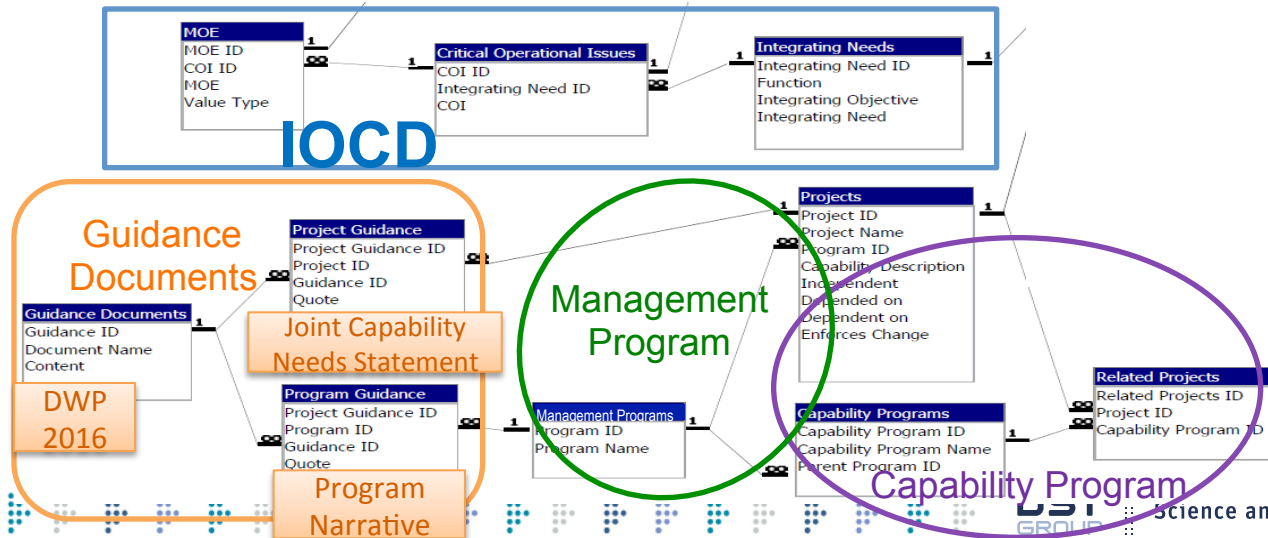 MOE
MOE ID
COI ID
MOE
Value Type
1
∞
1
Critical Operational Issues
COI ID
Integrating Need ID
COI
1
∞
1
Integrating Needs
Integrating Need ID
Function
Integrating Objective
Integrating Need
1
IOCD
Guidance
Documents
Guidance Documents
Guidance ID
Document Name
Content
1
DWP
2016
∞
Project Guidance
Project Guidance ID
Project ID
Guidance ID
Quote
∞
Joint Capability
Needs Statement
∞
Program Guidance
Project Guidance ID
Program ID
Guidance ID
Quote
∞
Program
Narrative
Management
Program
1
Management Programs
Program ID
Program Name
1
1
∞
Projects
Project ID
Project Name
Program ID
Capability Description
Independent
Depended on
Dependent on
Enforces Change
1
∞
Capability Programs
Capability Program ID
Capability Program Name
Parent Program ID
1
∞
∞
Related Projects
Related Projects ID
Project ID
Capability Program ID
Capability Program
DST
GROUP
Science an